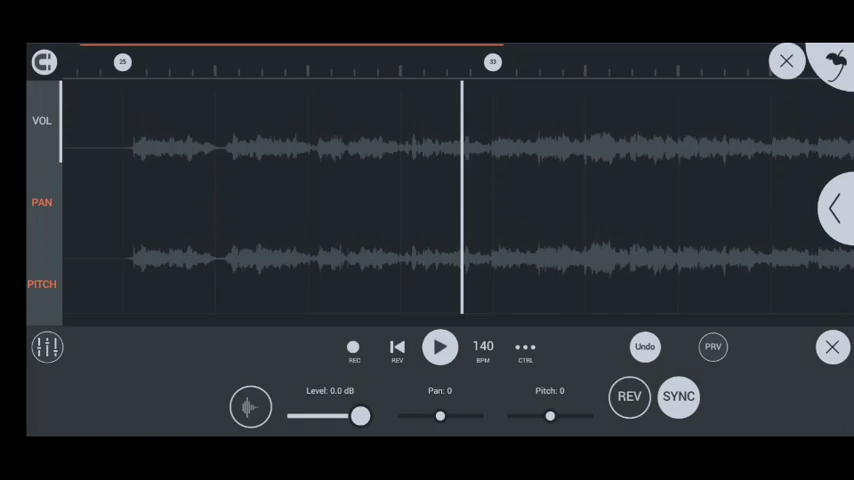 25
33
VOL
PAN
PITCH
REC
REV
140
BPM
CTRL
Undo
PRV
Level: 0.0 dB
Pan: 0
Pitch: 0
REV
SYNC